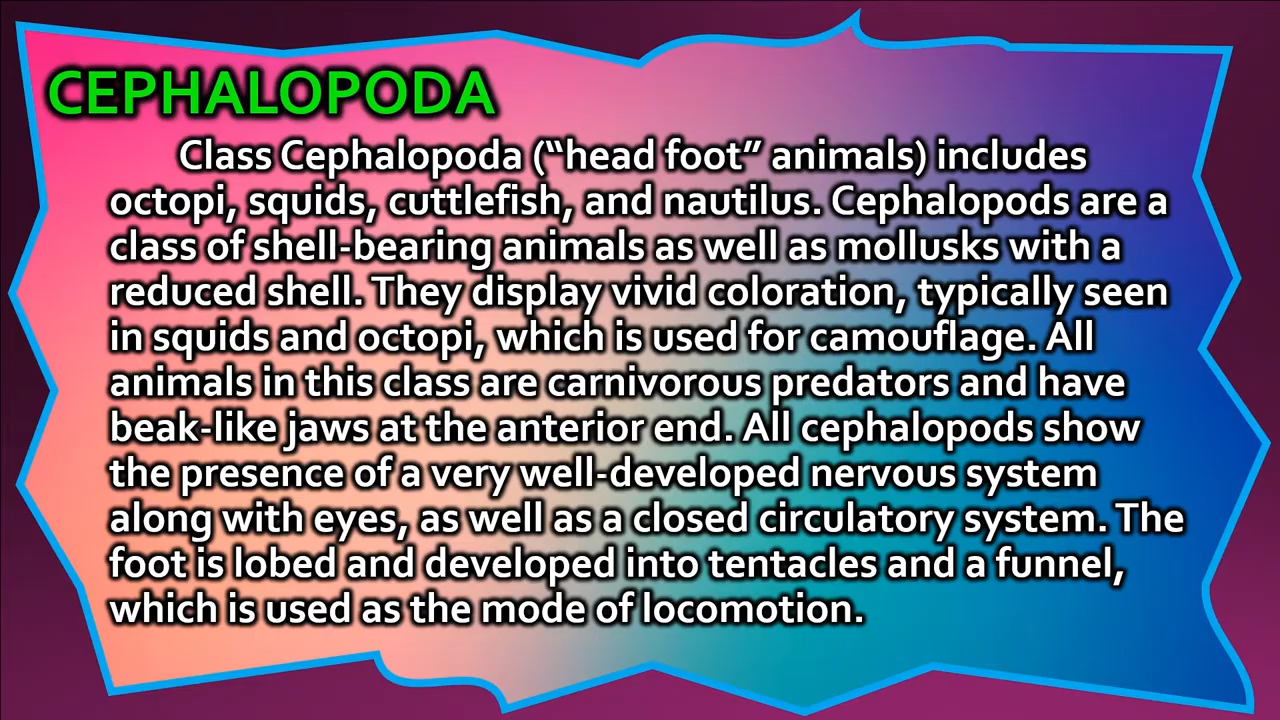 CEPHALOPODA
Class Cephalopoda (“head foot” animals) includes
octopi, squids, cuttlefish, and nautilus. Cephalopods are a
class of shell-bearing animals as well as mollusks with a
reduced shell. They display vivid coloration, typically seen
in squids and octopi, which is used for camouflage. All
animals in this class are carnivorous predators and have
beak-like jaws at the anterior end. All cephalopods show
the presence of a very well-developed nervous system
along with eyes, as well as a closed circulatory system. The
foot is lobed and developed into tentacles and a funnel,
which is used as the mode of locomotion.